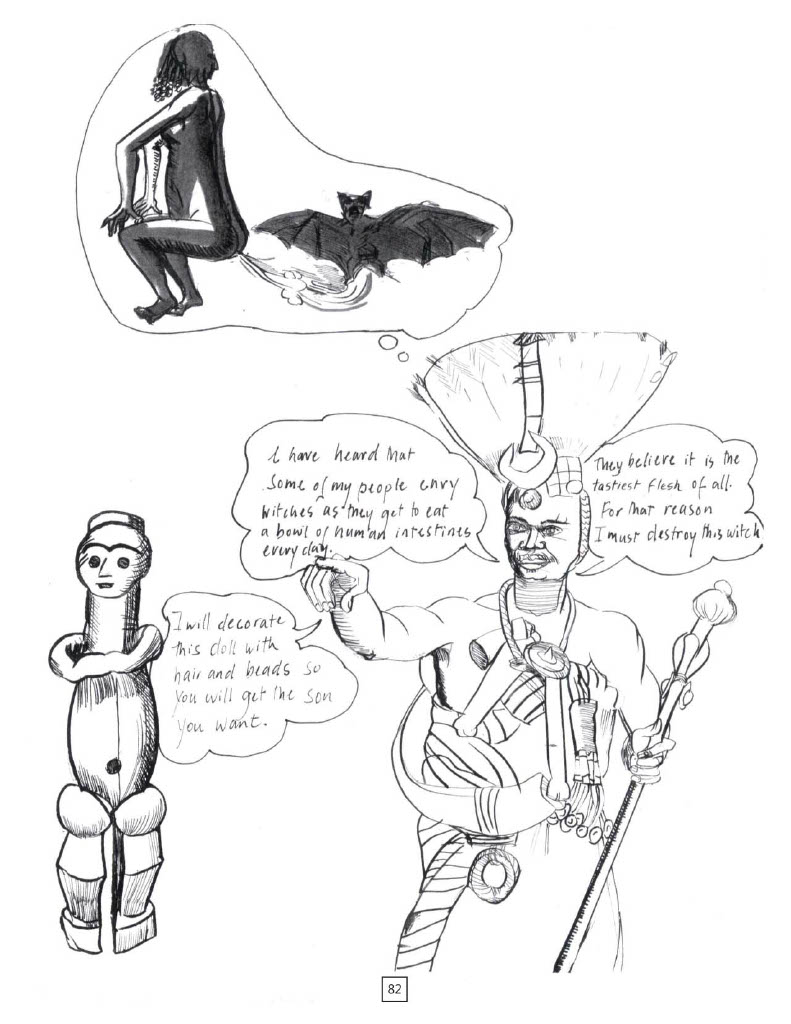 I have heard that
Some of my people envy
witches as they get to eat
a bowl of human intestines
every day.
They believe it is the
tastiest flesh of all.
For that reason
I must destroy this witch
I will decorate
this doll with
hair and beads so
you will get the son
you want.
82